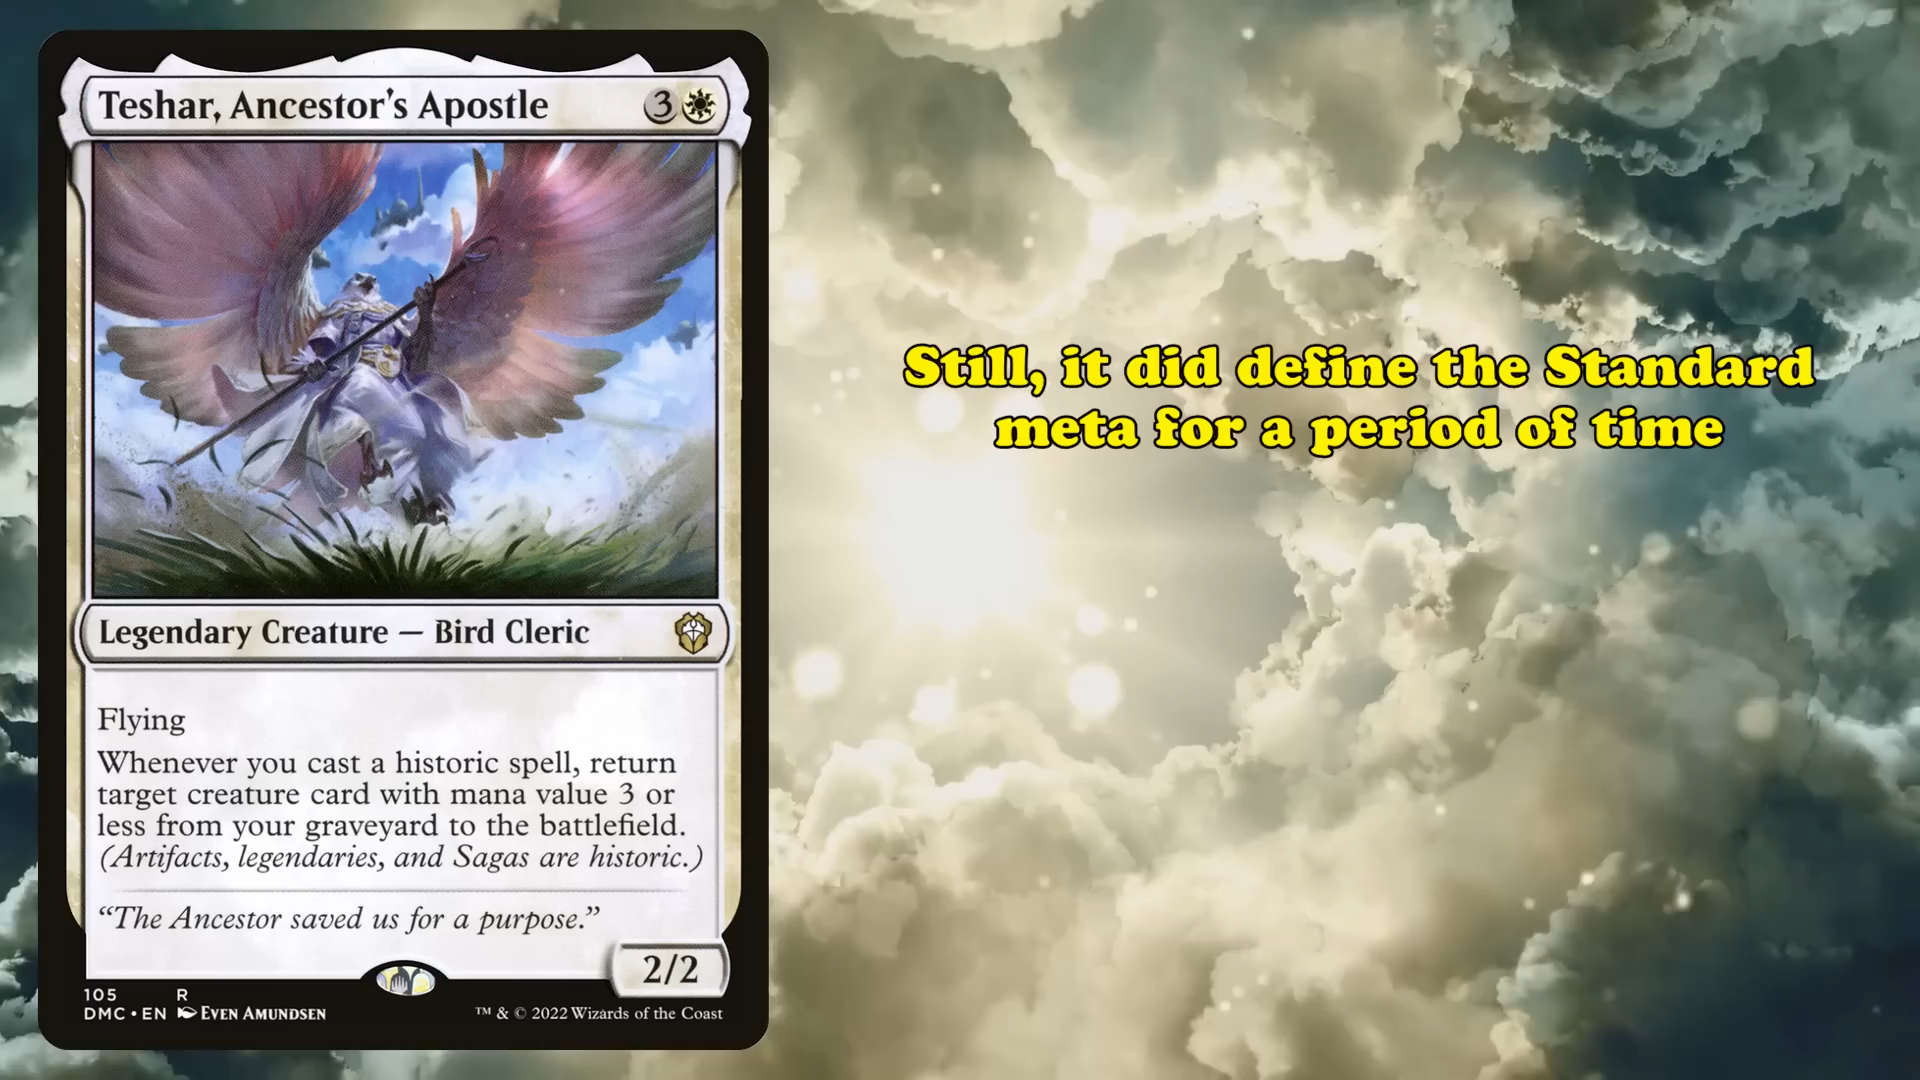 Teshar, Ancestor's Apostle 3
Legendary Creature — Bird Cleric
Flying
Whenever you cast a historic spell, return
target creature card with mana value 3 or
less from your graveyard to the battlefield.
(Artifacts, legendaries, and Sagas are historic.)
“The Ancestor saved us for a purpose.”
2/2
105 R
DMC • EN Even Amundsen
™ & © 2022 Wizards of the Coast
Still, it did define the Standard
meta for a period of time